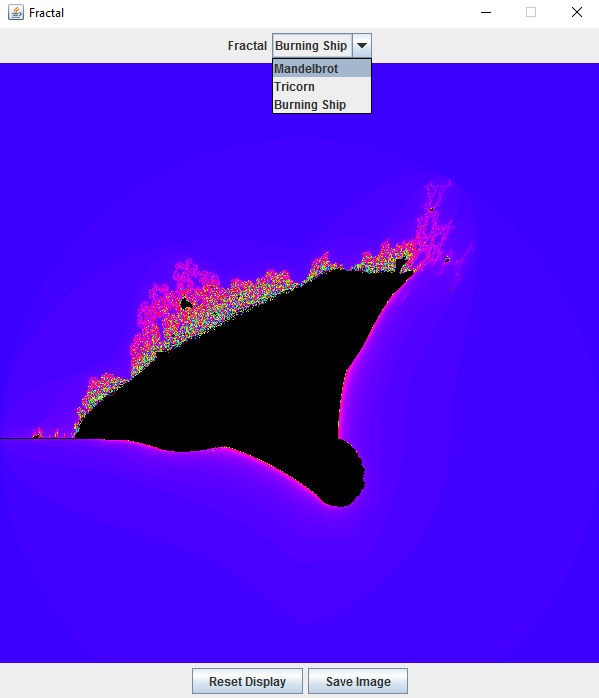 Fractal
Fractal Burning Ship
Mandelbrot
Tricorn
Burning Ship
Reset Display Save Image